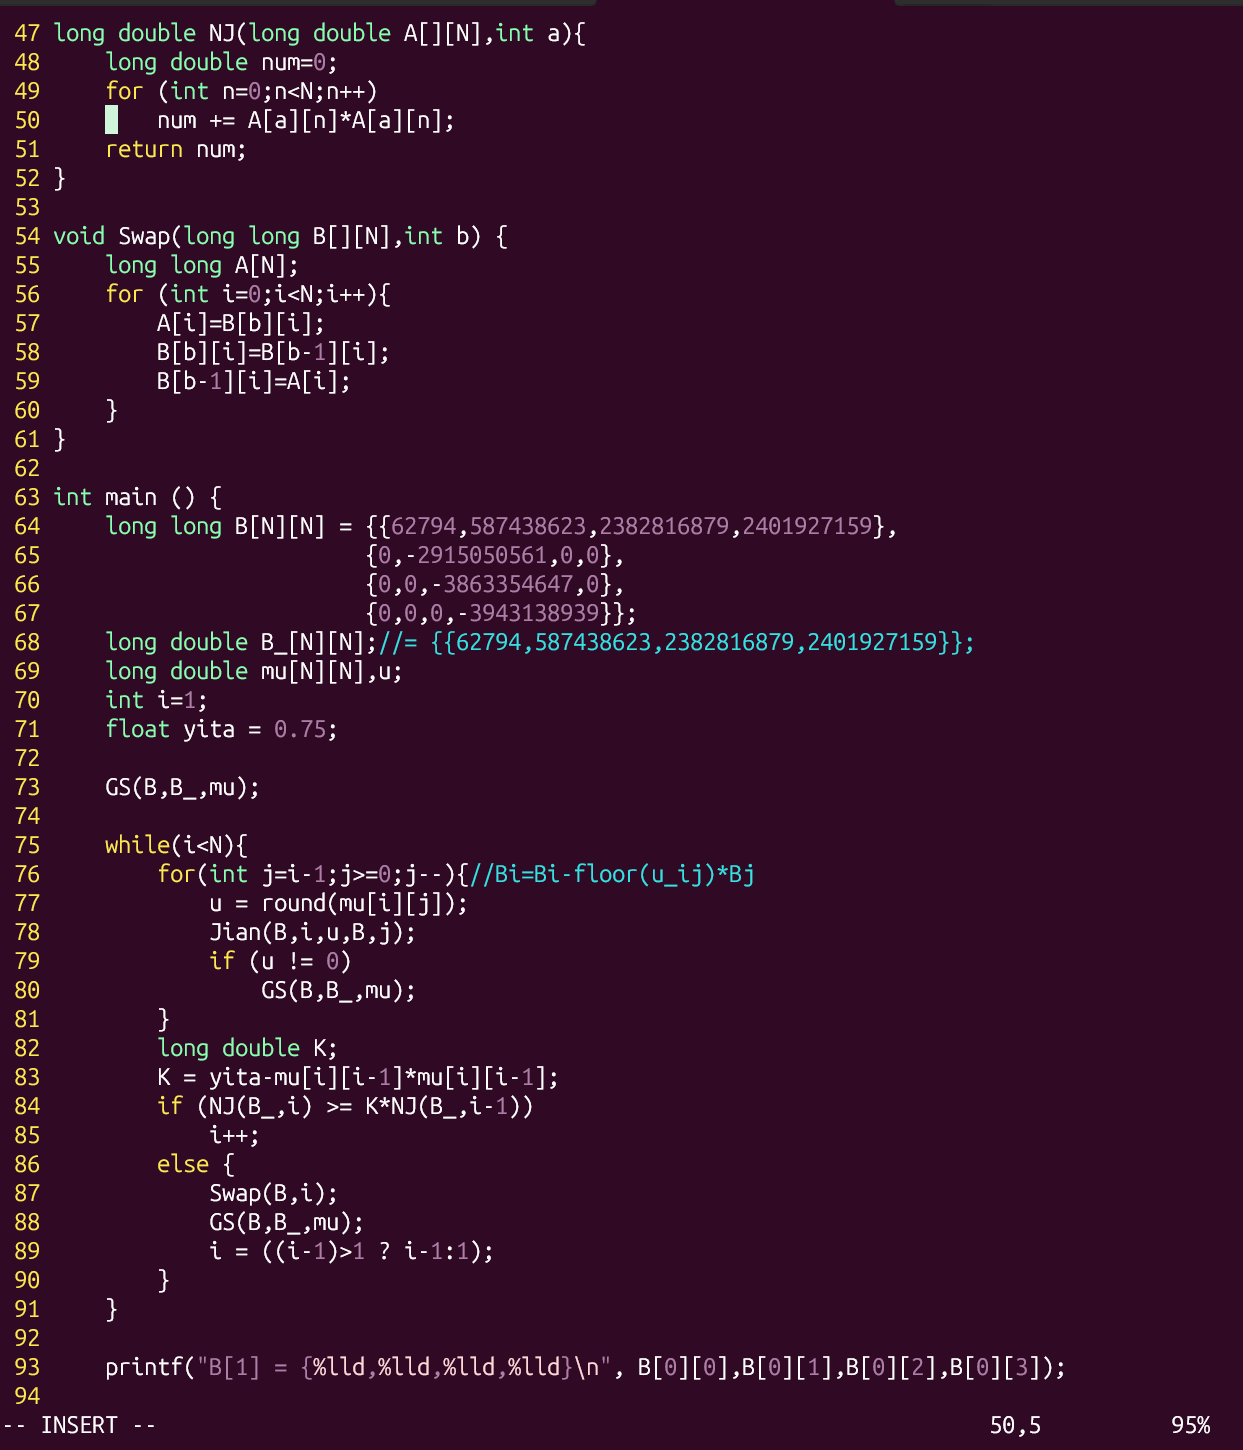 47 long double NJ(long double A[][N],int a){
48     long double num=0;
49     for (int n=0;n<N;n++)
50         num += A[a][n]*A[a][n];
51     return num;
52 }
53
54 void Swap(long long B[][N],int b) {
55     long long A[N];
56     for (int i=0;i<N;i++){
57         A[i]=B[b][i];
58         B[b][i]=B[b-1][i];
59         B[b-1][i]=A[i];
60     }
61 }
62
63 int main () {
64     long long B[N][N] = {{62794,587438623,2382816879,2401927159},
65                         {0,-2915050561,0,0},
66                         {0,0,-3863354647,0},
67                         {0,0,0,-3943138939}};
68     long double B_[N][N];//= {{62794,587438623,2382816879,2401927159}};
69     long double mu[N][N],u;
70     int i=1;
71     float yita = 0.75;
72
73     GS(B,B_,mu);
74
75     while(i<N){
76         for(int j=i-1;j>=0;j--){//Bi=Bi-floor(u_ij)*Bj
77             u = round(mu[i][j]);
78             Jian(B,i,u,B,j);
79             if (u != 0)
80                 GS(B,B_,mu);
81         }
82         long double K;
83         K = yita-mu[i][i-1]*mu[i][i-1];
84         if (NJ(B_,i) >= K*NJ(B_,i-1))
85             i++;
86         else {
87             Swap(B,i);
88             GS(B,B_,mu);
89             i = ((i-1)>1 ? i-1:1);
90         }
91     }
92
93     printf("B[1] = {%lld,%lld,%lld,%lld}\n", B[0][0],B[0][1],B[0][2],B[0][3]);
94
-- INSERT -- 50,5 95%